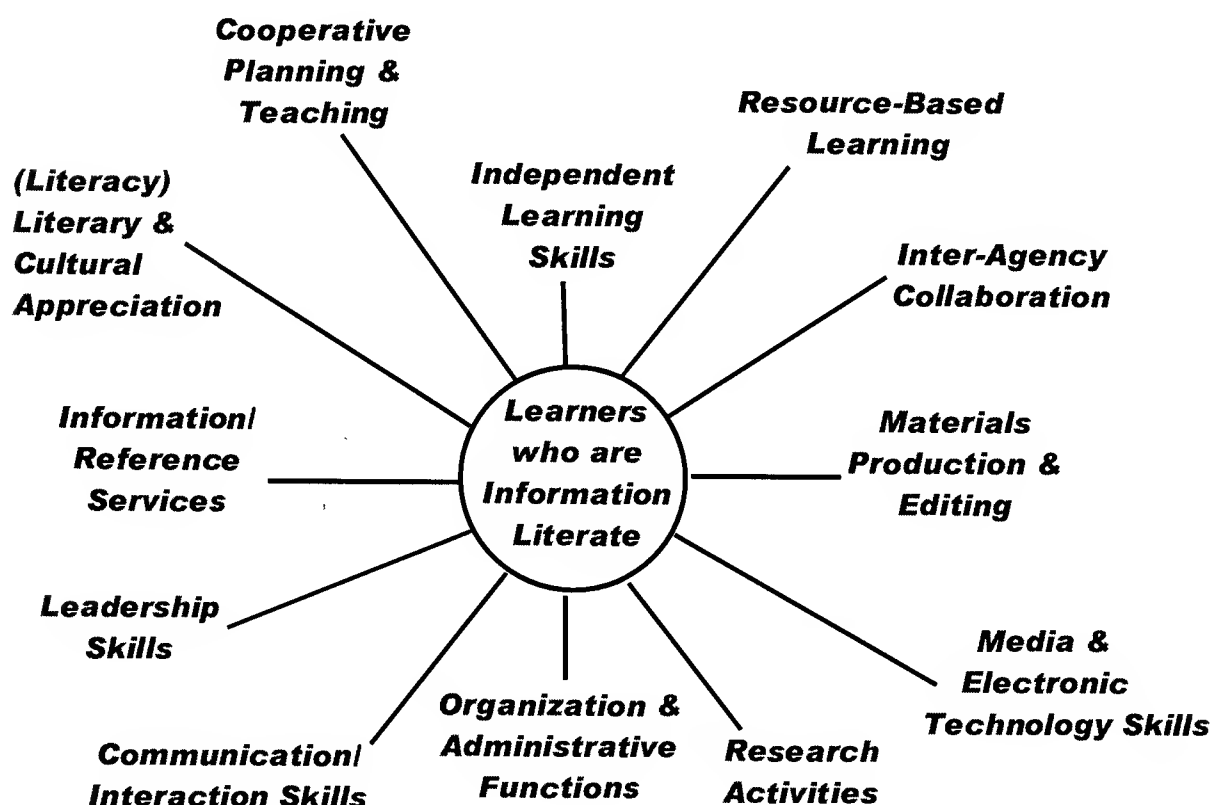 Cooperative
Planning &
Teaching
Resource-Based
Learning
(Literacy)
Literary &
Cultural
Appreciation
Independent
Learning
Skills
Inter-Agency
Collaboration
Learners
who are
Information
Literate
Information/
Reference
Services
Materials
Production &
Editing
Leadership
Skills
Media &
Electronic
Technology Skills
Communication/
Interaction Skills
Organization &
Administrative
Functions
Research
Activities